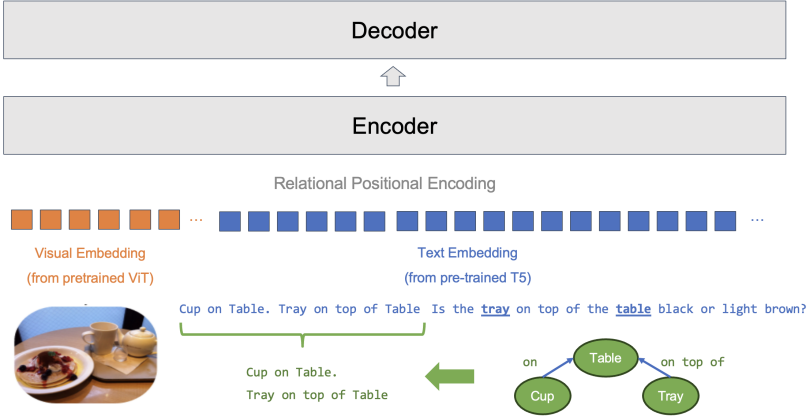 Decoder
Encoder
Relational Positional Encoding
... ...
Visual Embedding
(from pretrained ViT)
Text Embedding
(from pre-trained T5)
Cup on Table. Tray on top of Table Is the tray on top of the table black or light brown?
Cup on Table.
Tray on top of Table
on
Table
on top of
Cup
Tray